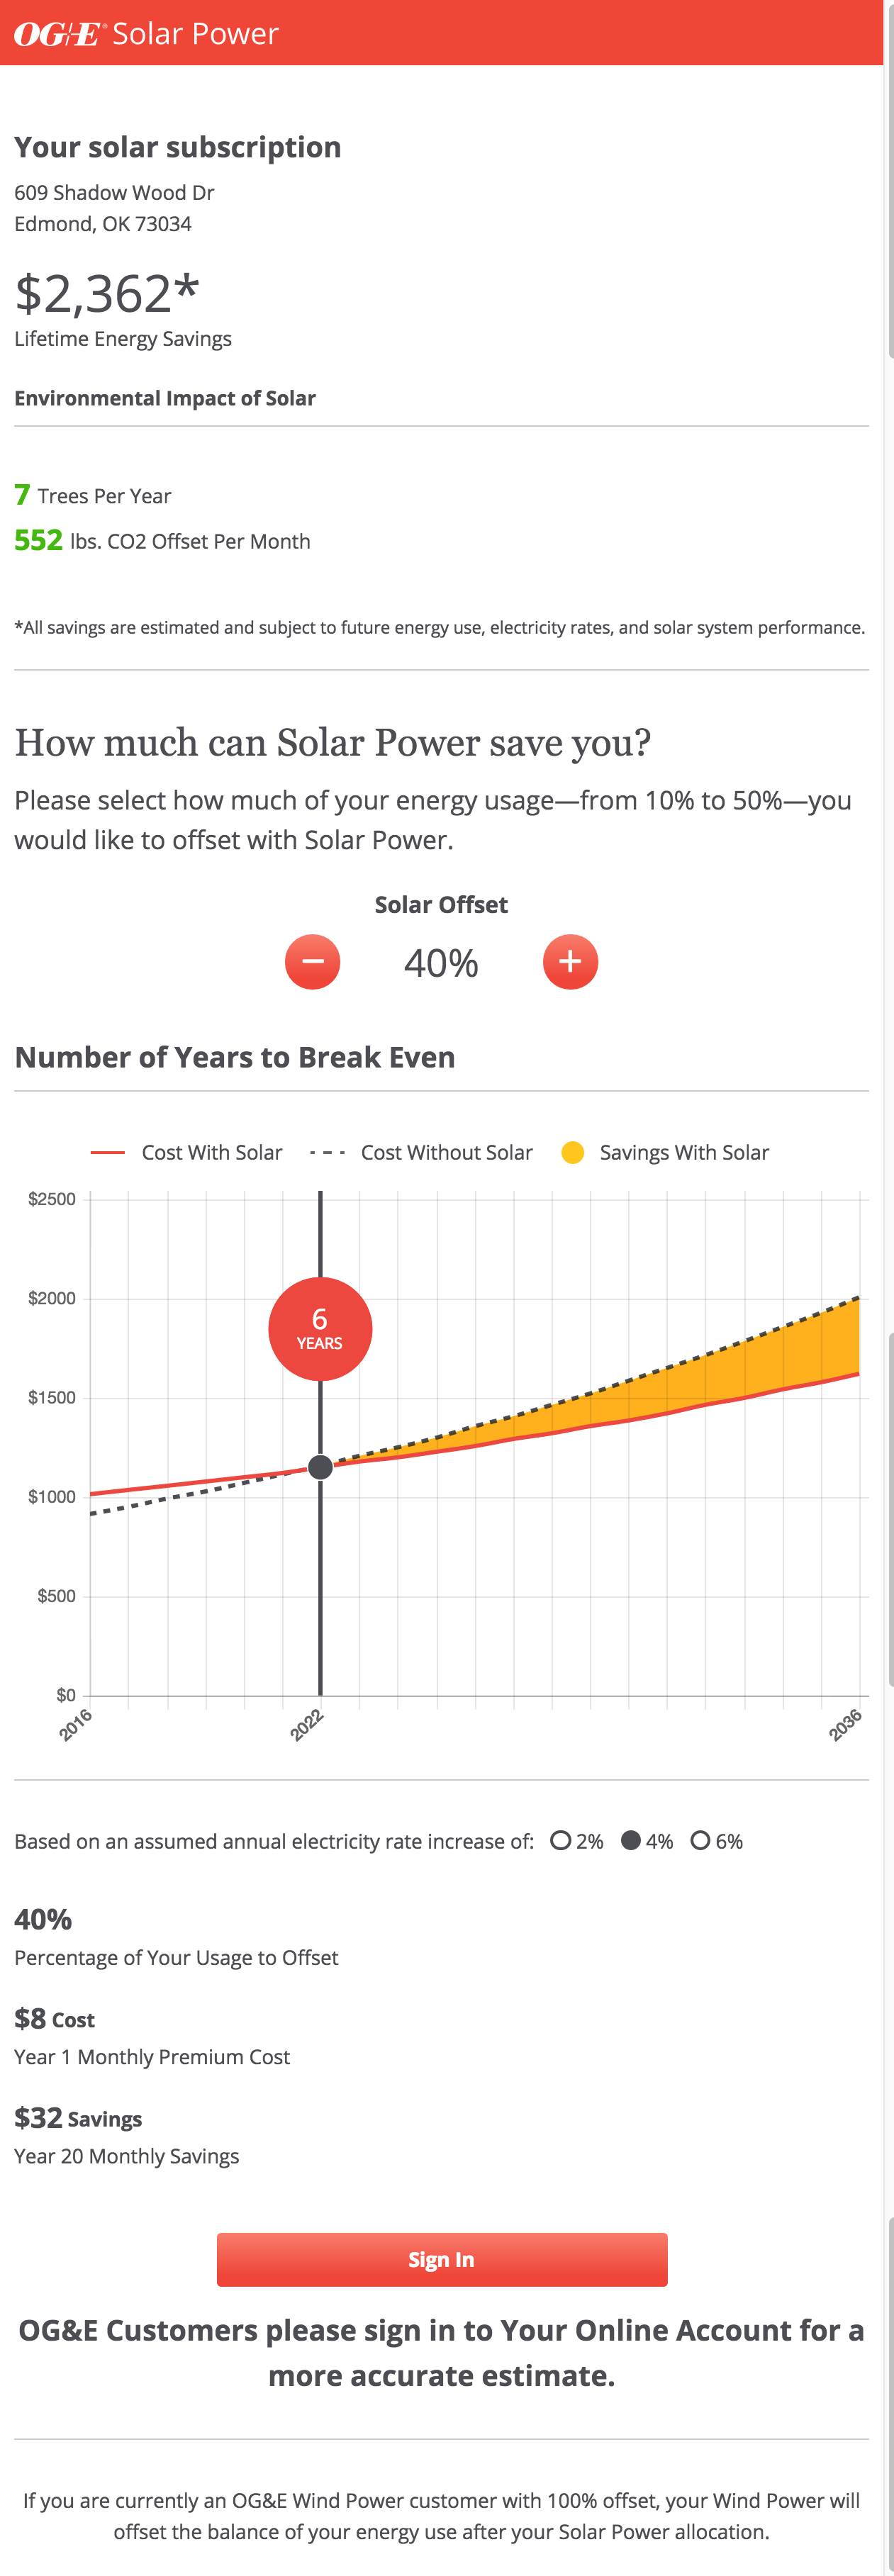 OG+E® Solar Power
Your solar subscription
609 Shadow Wood Dr
Edmond, OK 73034
$2,362*
Lifetime Energy Savings
Environmental Impact of Solar
7 Trees Per Year
552 lbs. CO2 Offset Per Month
*All savings are estimated and subject to future energy use, electricity rates, and solar system performance.
How much can Solar Power save you?
Please select how much of your energy usage—from 10% to 50%—you
would like to offset with Solar Power.
Solar Offset
− 40% +
Number of Years to Break Even
Cost With Solar Cost Without Solar Savings With Solar
$2500
$2000
6
YEARS
$1500
$1000
$500
$0
2016 2022 2036
Based on an assumed annual electricity rate increase of: 2% 4% 6%
40%
Percentage of Your Usage to Offset
$8 Cost
Year 1 Monthly Premium Cost
$32 Savings
Year 20 Monthly Savings
Sign In
OG&E Customers please sign in to Your Online Account for a
more accurate estimate.
If you are currently an OG&E Wind Power customer with 100% offset, your Wind Power will
offset the balance of your energy use after your Solar Power allocation.